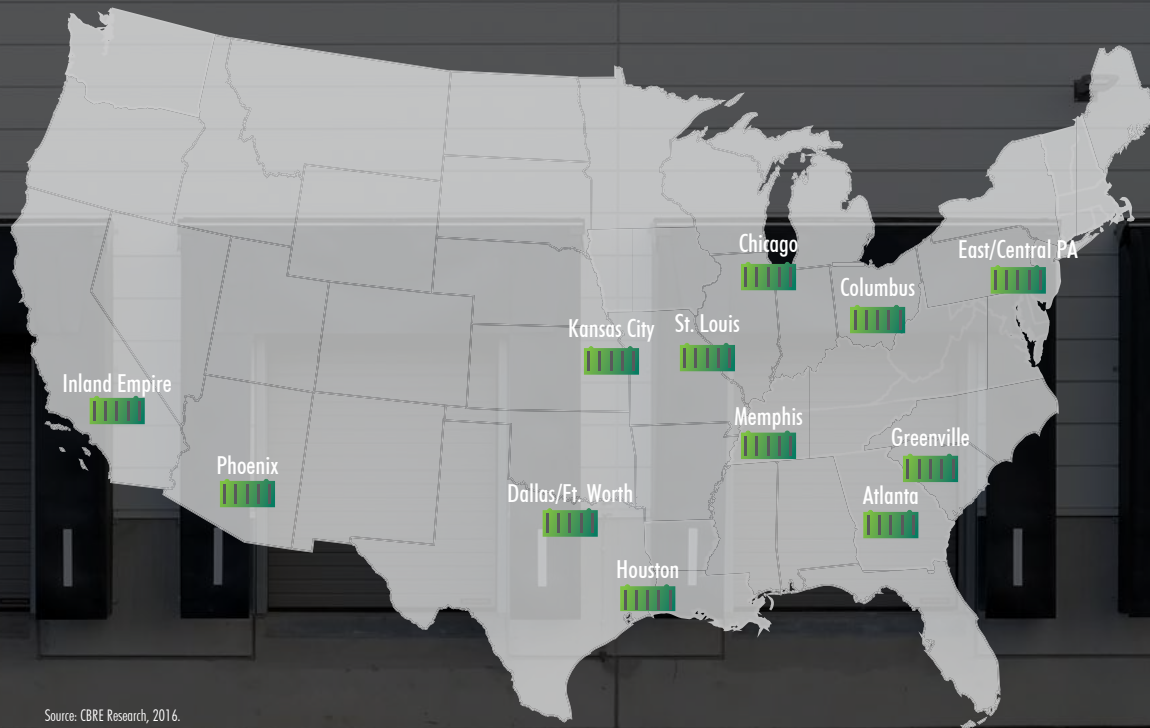 Chicago
East/Central PA
Columbus
Kansas City
St. Louis
Inland Empire
Memphis
Greenville
Phoenix
Dallas/Ft. Worth
Atlanta
Houston
Source: CBRE Research, 2016.